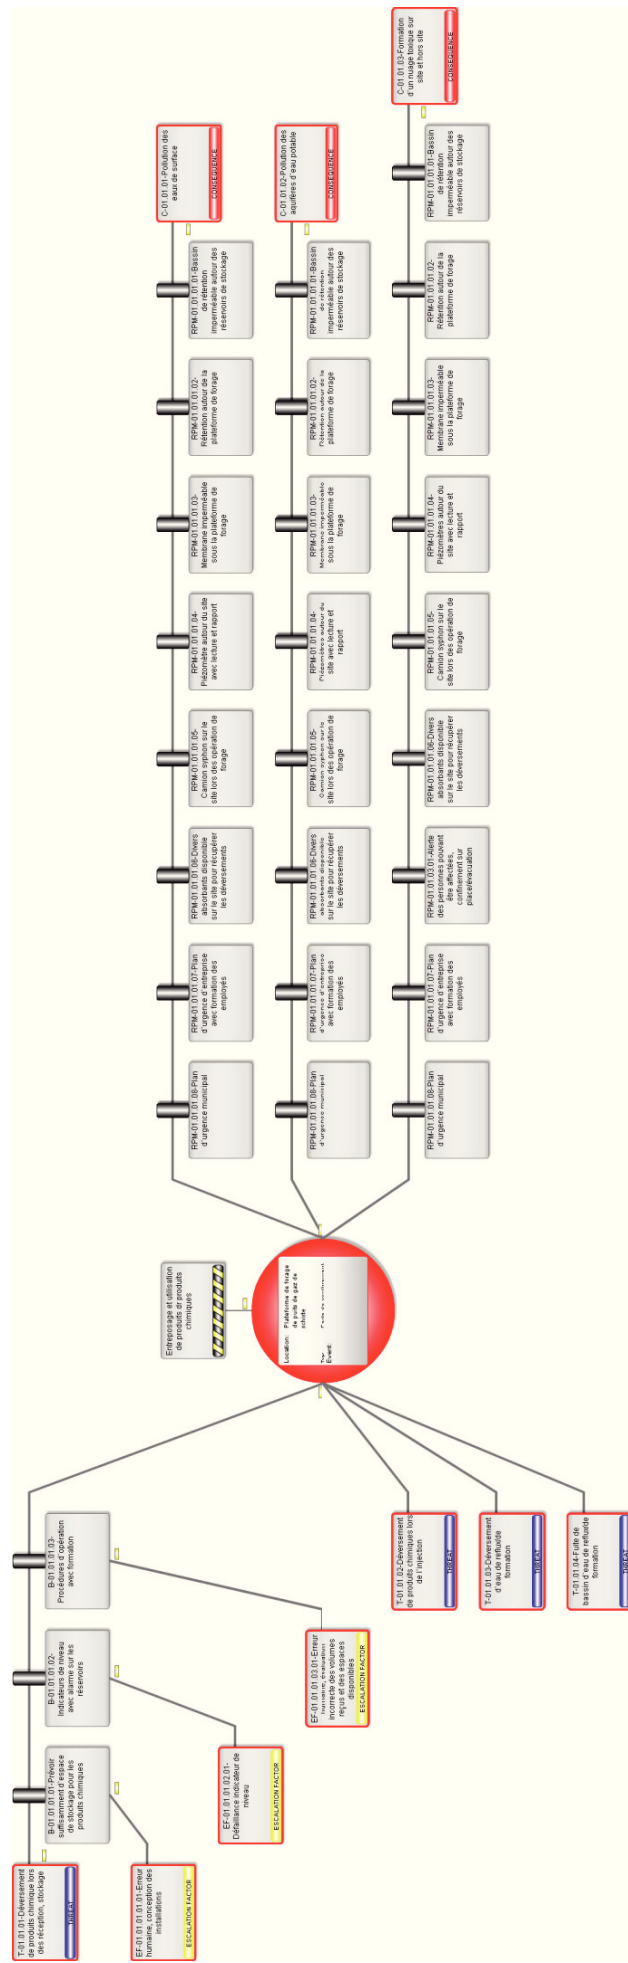 T-01.01.01-Déversement
de produits chimique lors
des réception, stockage
THREAT
B-01.01.01.01-Prévoir
suffisamment d'espace
de stockage pour les
produits chimiques
B-01.01.01.02-
Indicateurs de niveau
avec alarme sur les
réservoirs
B-01.01.01.03-
Procédures d'opération
avec formation
EF-01.01.01.01.01-Erreur
humaine, conception des
installations
ESCALATION FACTOR
EF-01.01.01.02.01-
Défaillance indicateur de
niveau
ESCALATION FACTOR
EF-01.01.01.03.01-Erreur
humaine, évaluation
incorrecte des volumes
reçus et des espaces
disponibles
ESCALATION FACTOR
T-01.01.02-Déversement
de produits chimiques lors
de l'injection
THREAT
T-01.01.03-Déversement
d'eau de reflux/de
formation
THREAT
T-01.01.04-Fuite de
bassin d'eau de reflux/de
formation
THREAT
Entreposage et utilisation
de produits dr produits
chimiques
Location: Plateforme de forage
de puits de gaz de
schiste
Top
Event:
RPM-01.01.01.08-Plan
d'urgence municipal
RPM-01.01.01.07-Plan
d'urgence d'entreprise
avec formation des
employés
RPM-01.01.01.06-Divers
absorbants disponible
sur le site pour récupérer
les déversements
RPM-01.01.01.05-
Camion syphon sur le
site lors des opération de
forage
RPM-01.01.01.04-
Piézomètre autour du site
avec lecture et rapport
RPM-01.01.01.03-
Membrane imperméable
sous la plateforme de
forage
RPM-01.01.01.02-
Rétention autour de la
plateforme de forage
RPM-01.01.01.01-Bassin
de rétention
imperméable autour des
réservoirs de stockage
C-01.01.01-Pollution des
eaux de surface
CONSEQUENCE
RPM-01.01.01.08-Plan
d'urgence municipal
RPM-01.01.01.07-Plan
d'urgence d'entreprise
avec formation des
employés
RPM-01.01.01.06-Divers
absorbants disponible
sur le site pour récupérer
les déversements
RPM-01.01.01.05-
Camion syphon sur le
site lors des opération de
forage
RPM-01.01.01.04-
Piézomètres autour du
site avec lecture et
rapport
RPM-01.01.01.03-
Membrane imperméable
sous la plateforme de
forage
RPM-01.01.01.02-
Rétention autour de la
plateforme de forage
RPM-01.01.01.01-Bassin
de rétention
imperméable autour des
réservoirs de stockage
C-01.01.02-Pollution des
aquifères d'eau potable
CONSEQUENCE
RPM-01.01.01.08-Plan
d'urgence municipal
RPM-01.01.01.07-Plan
d'urgence d'entreprise
avec formation des
employés
RPM-01.01.03.01-Alerte
des personnes pouvant
être affectées,
confinement sur
place/évacuation
RPM-01.01.01.06-Divers
absorbants disponible
sur le site pour récupérer
les déversements
RPM-01.01.01.05-
Camion syphon sur le
site lors des opération de
forage
RPM-01.01.01.04-
Piézomètres autour du
site avec lecture et
rapport
RPM-01.01.01.03-
Membrane imperméable
sous la plateforme de
forage
RPM-01.01.01.02-
Rétention autour de la
plateforme de forage
RPM-01.01.01.01-Bassin
de rétention
imperméable autour des
réservoirs de stockage
C-01.01.03-Formation
d'un nuage toxique sur
site et hors site
CONSEQUENCE